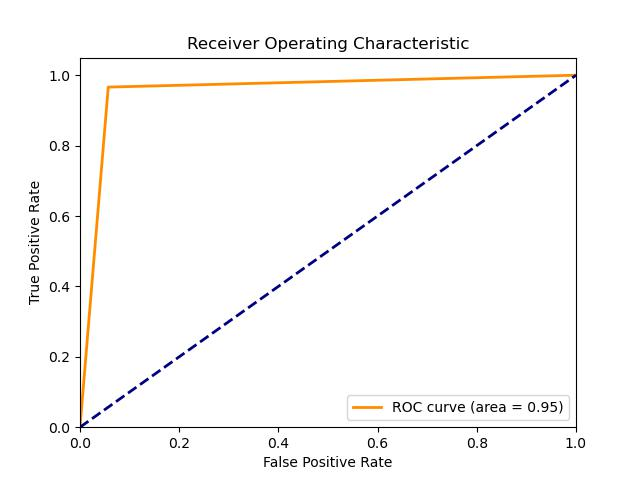 Receiver Operating Characteristic
True Positive Rate
1.0
0.8
0.6
0.4
0.2
0.0
ROC curve (area = 0.95)
0.0 0.2 0.4 0.6 0.8 1.0
False Positive Rate